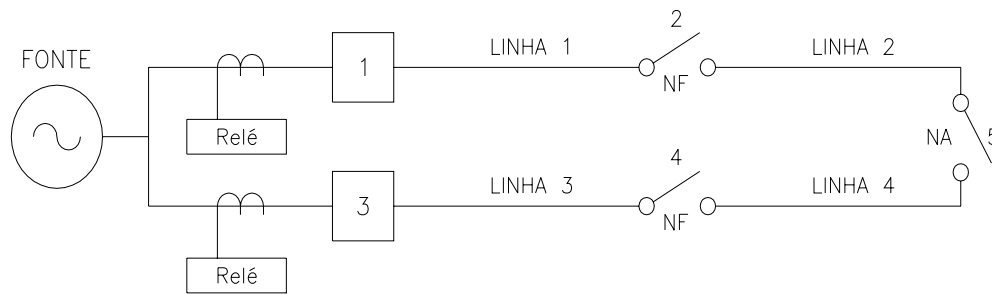 FONTE
Relé
1
LINHA 1
2
NF
LINHA 2
NA
5
Relé
3
LINHA 3
4
NF
LINHA 4